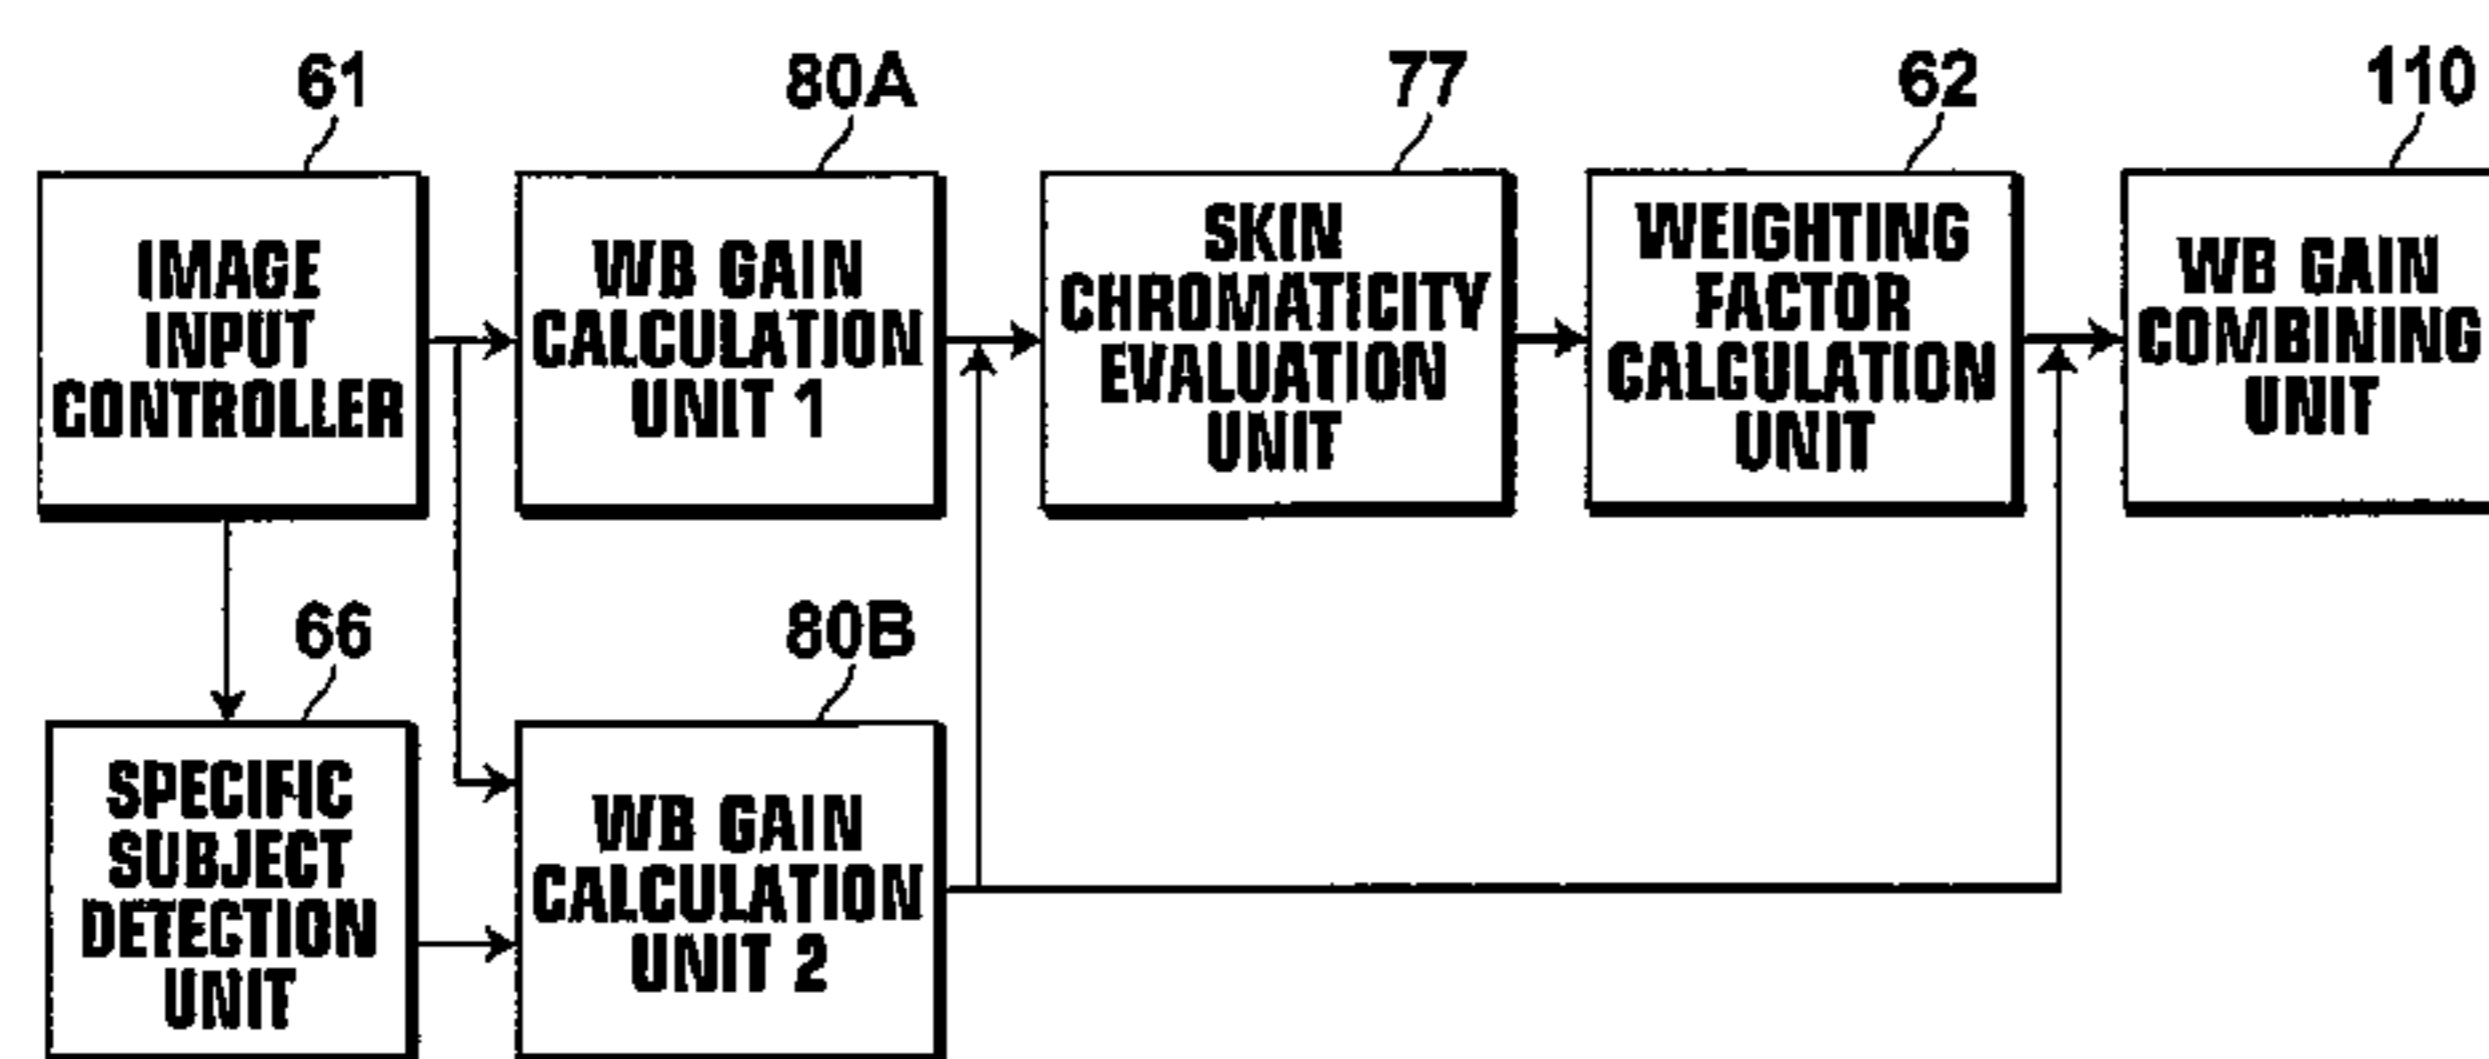 61
80A
77
62
110
IMAGE
INPUT
CONTROLLER
WB GAIN
CALCULATION
UNIT 1
SKIN
CHROMATICITY
EVALUATION
UNIT
WEIGHTING
FACTOR
CALCULATION
UNIT
WB GAIN
COMBINING
UNIT
66
80B
SPECIFIC
SUBJECT
DETECTION
UNIT
WB GAIN
CALCULATION
UNIT 2